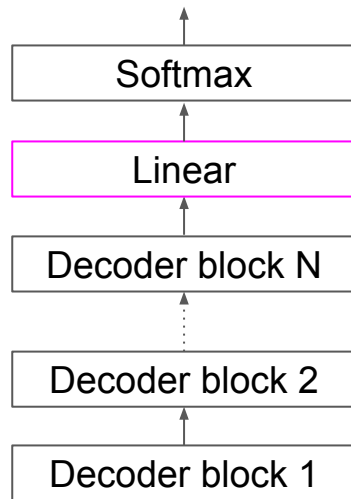 Softmax
Linear
Decoder block N
Decoder block 2
Decoder block 1